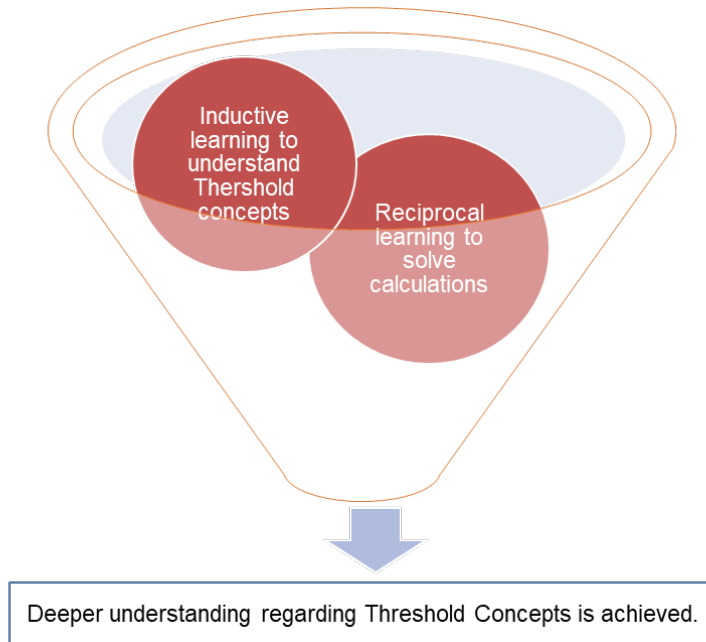 Inductive
learning to
understand
Thershold
concepts
Reciprocal
learning to
solve
calculations
Deeper understanding regarding Threshold Concepts is achieved.